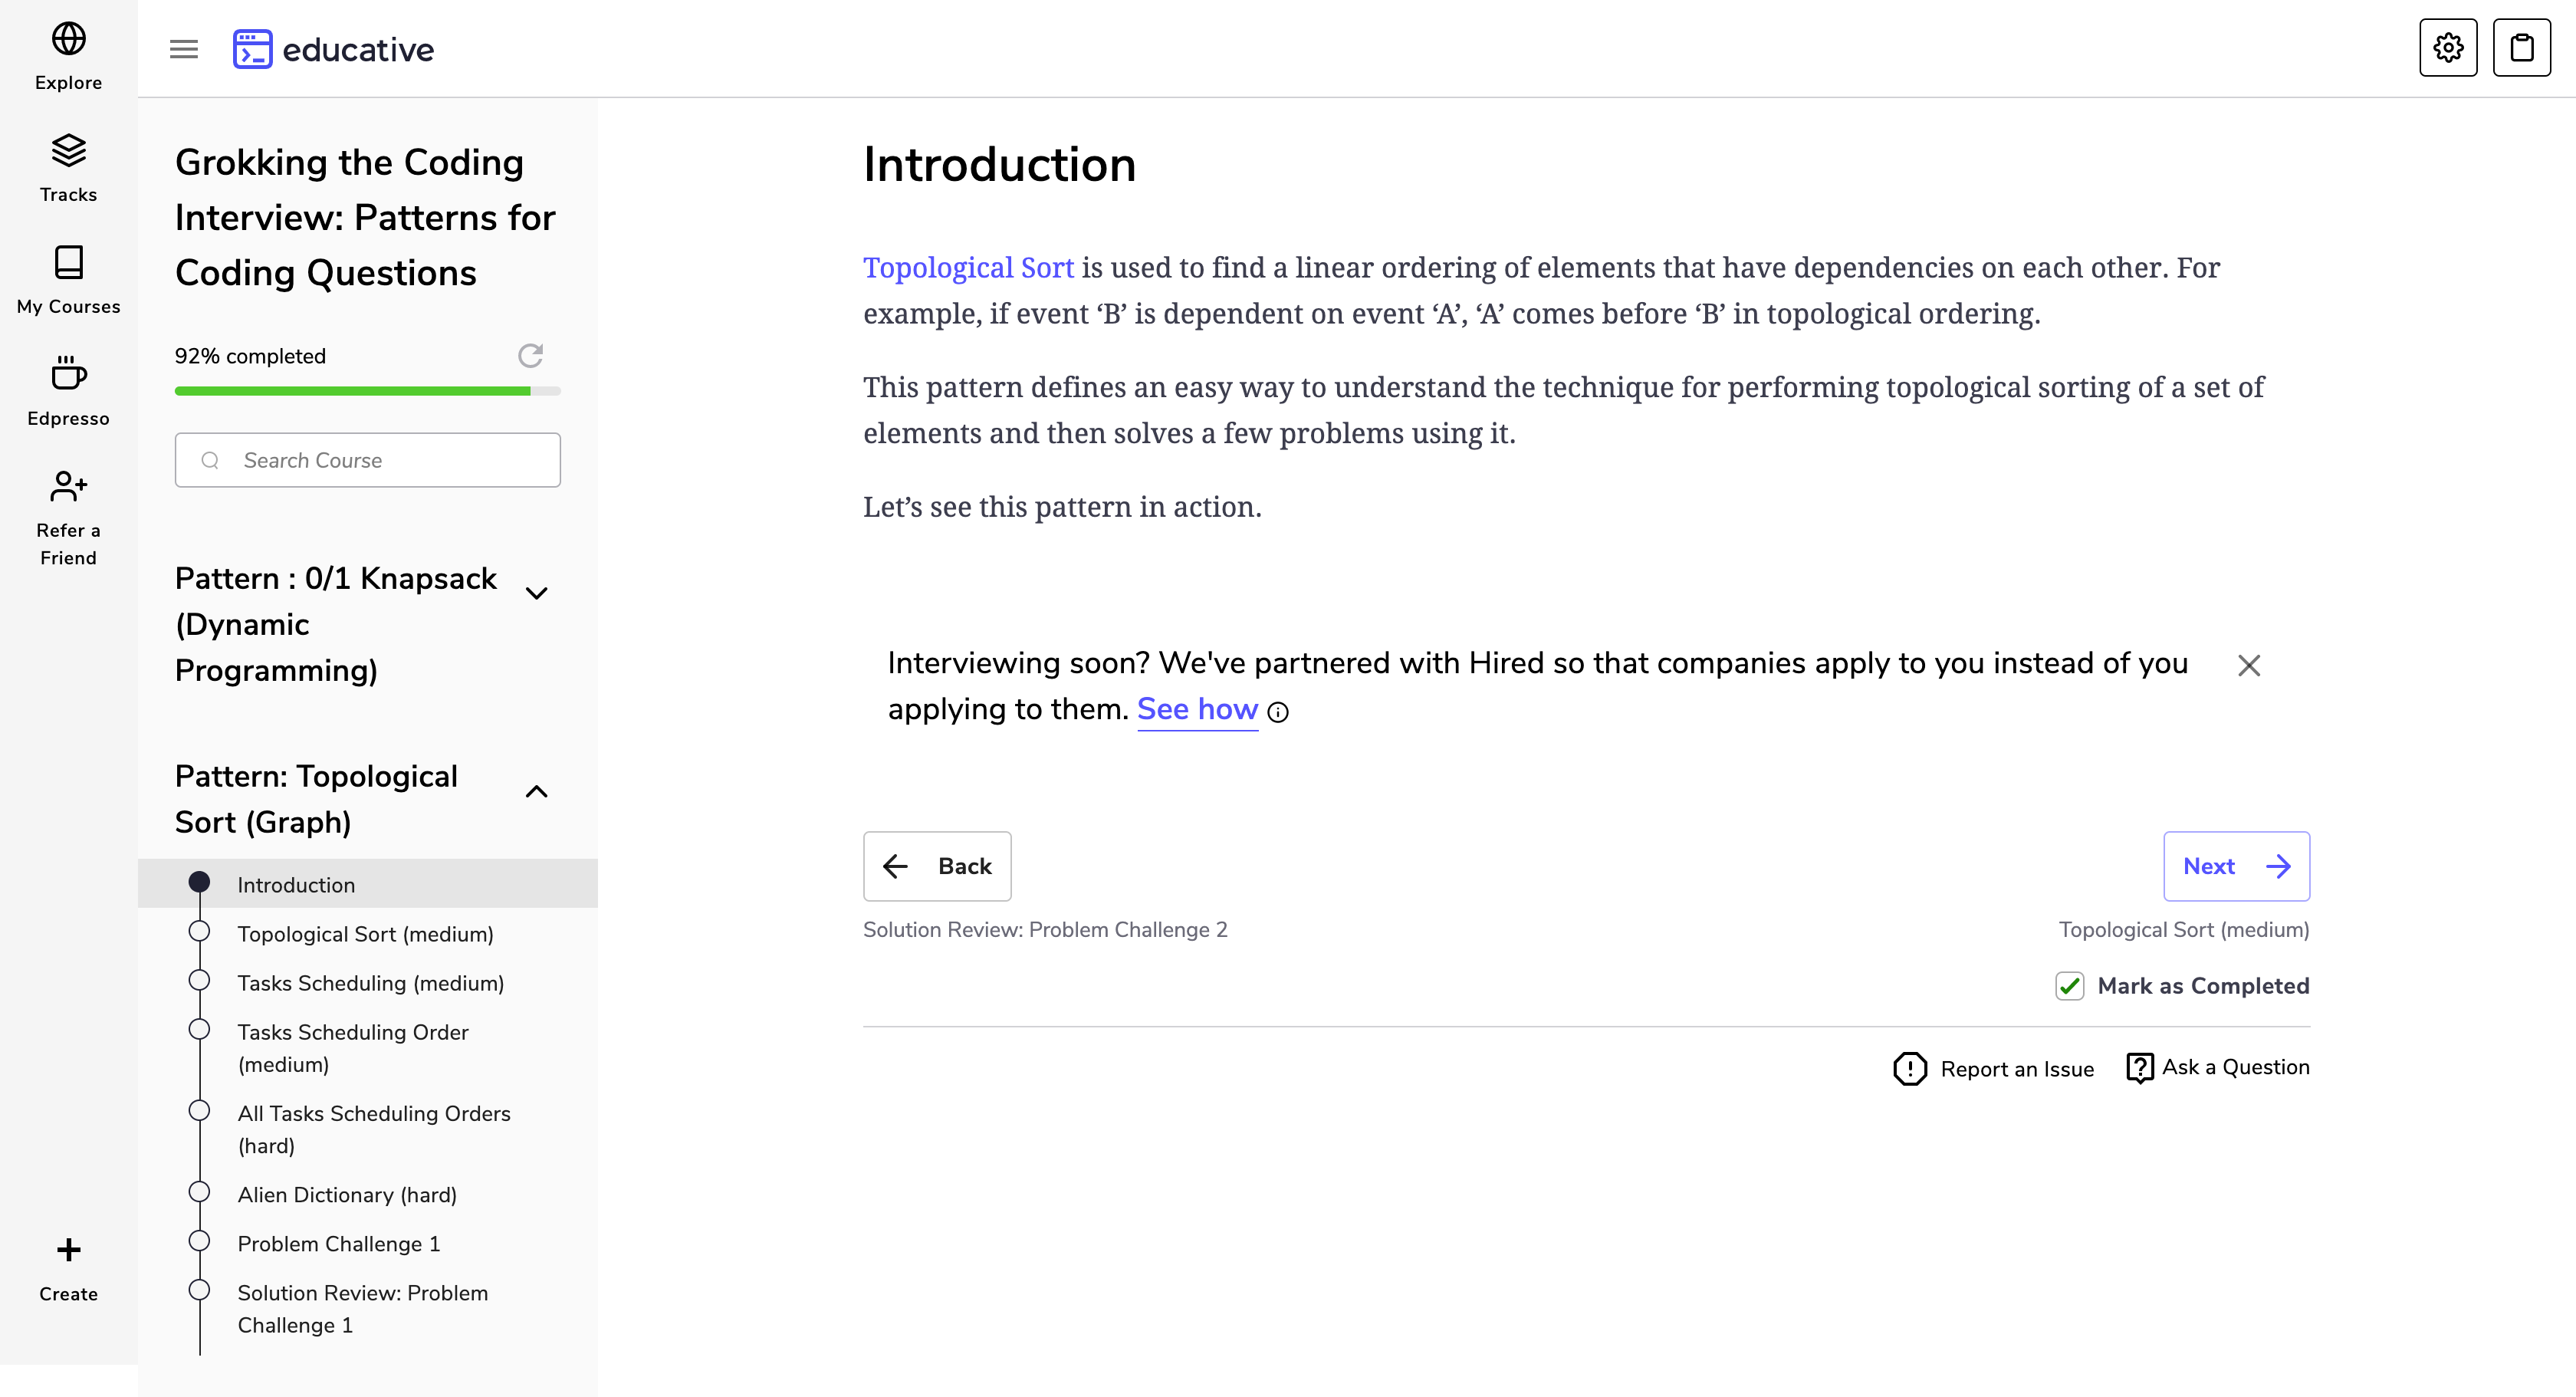 Explore
Tracks
My Courses
Edpresso
Refer a
Friend
Create
educative
Grokking the Coding
Interview: Patterns for
Coding Questions
92% completed
Search Course
Pattern : 0/1 Knapsack
(Dynamic
Programming)
Pattern: Topological
Sort (Graph)
Introduction
Topological Sort (medium)
Tasks Scheduling (medium)
Tasks Scheduling Order
(medium)
All Tasks Scheduling Orders
(hard)
Alien Dictionary (hard)
Problem Challenge 1
Solution Review: Problem
Challenge 1
Introduction
Topological Sort is used to find a linear ordering of elements that have dependencies on each other. For
example, if event ‘B’ is dependent on event ‘A’, ‘A’ comes before ‘B’ in topological ordering.
This pattern defines an easy way to understand the technique for performing topological sorting of a set of
elements and then solves a few problems using it.
Let’s see this pattern in action.
Interviewing soon? We've partnered with Hired so that companies apply to you instead of you
applying to them. See how
Back
Next
Solution Review: Problem Challenge 2
Topological Sort (medium)
Mark as Completed
Report an Issue
Ask a Question